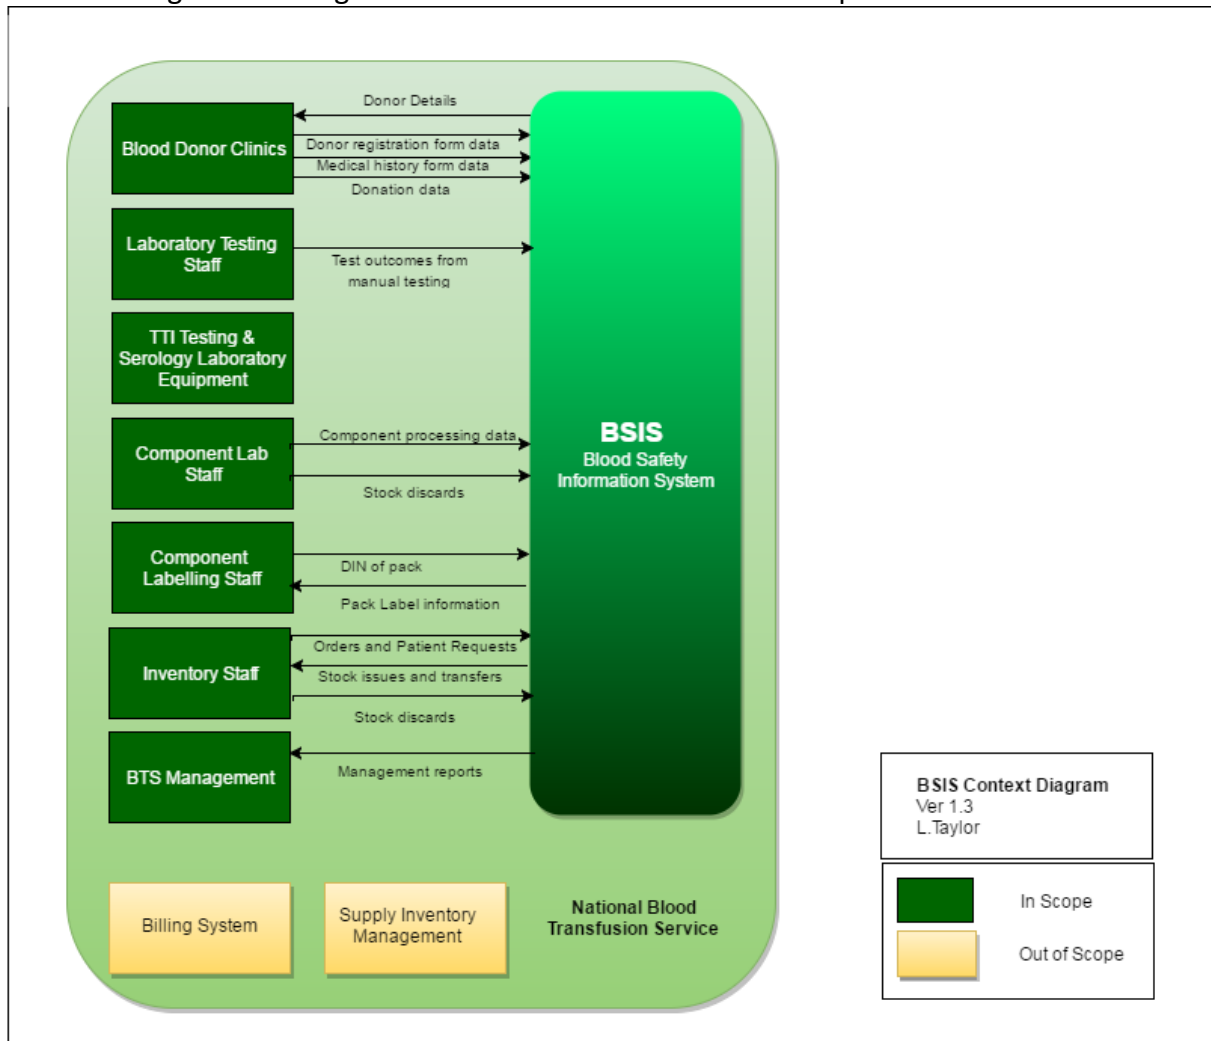 Donor Details
Blood Donor Clinics
Donor registration form data
Medical history form data
Donation data
Laboratory Testing
Staff
Test outcomes from
manual testing
TTI Testing &
Serology Laboratory
Equipment
Component Lab
Staff
Component processing data
Stock discards
BSIS
Blood Safety
Information System
Component
Labelling Staff
DIN of pack
Pack Label information
Inventory Staff
Orders and Patient Requests
Stock issues and transfers
Stock discards
BTS Management
Management reports
Billing System
Supply Inventory
Management
National Blood
Transfusion Service
BSIS Context Diagram
Ver 1.3
L.Taylor
In Scope
Out of Scope